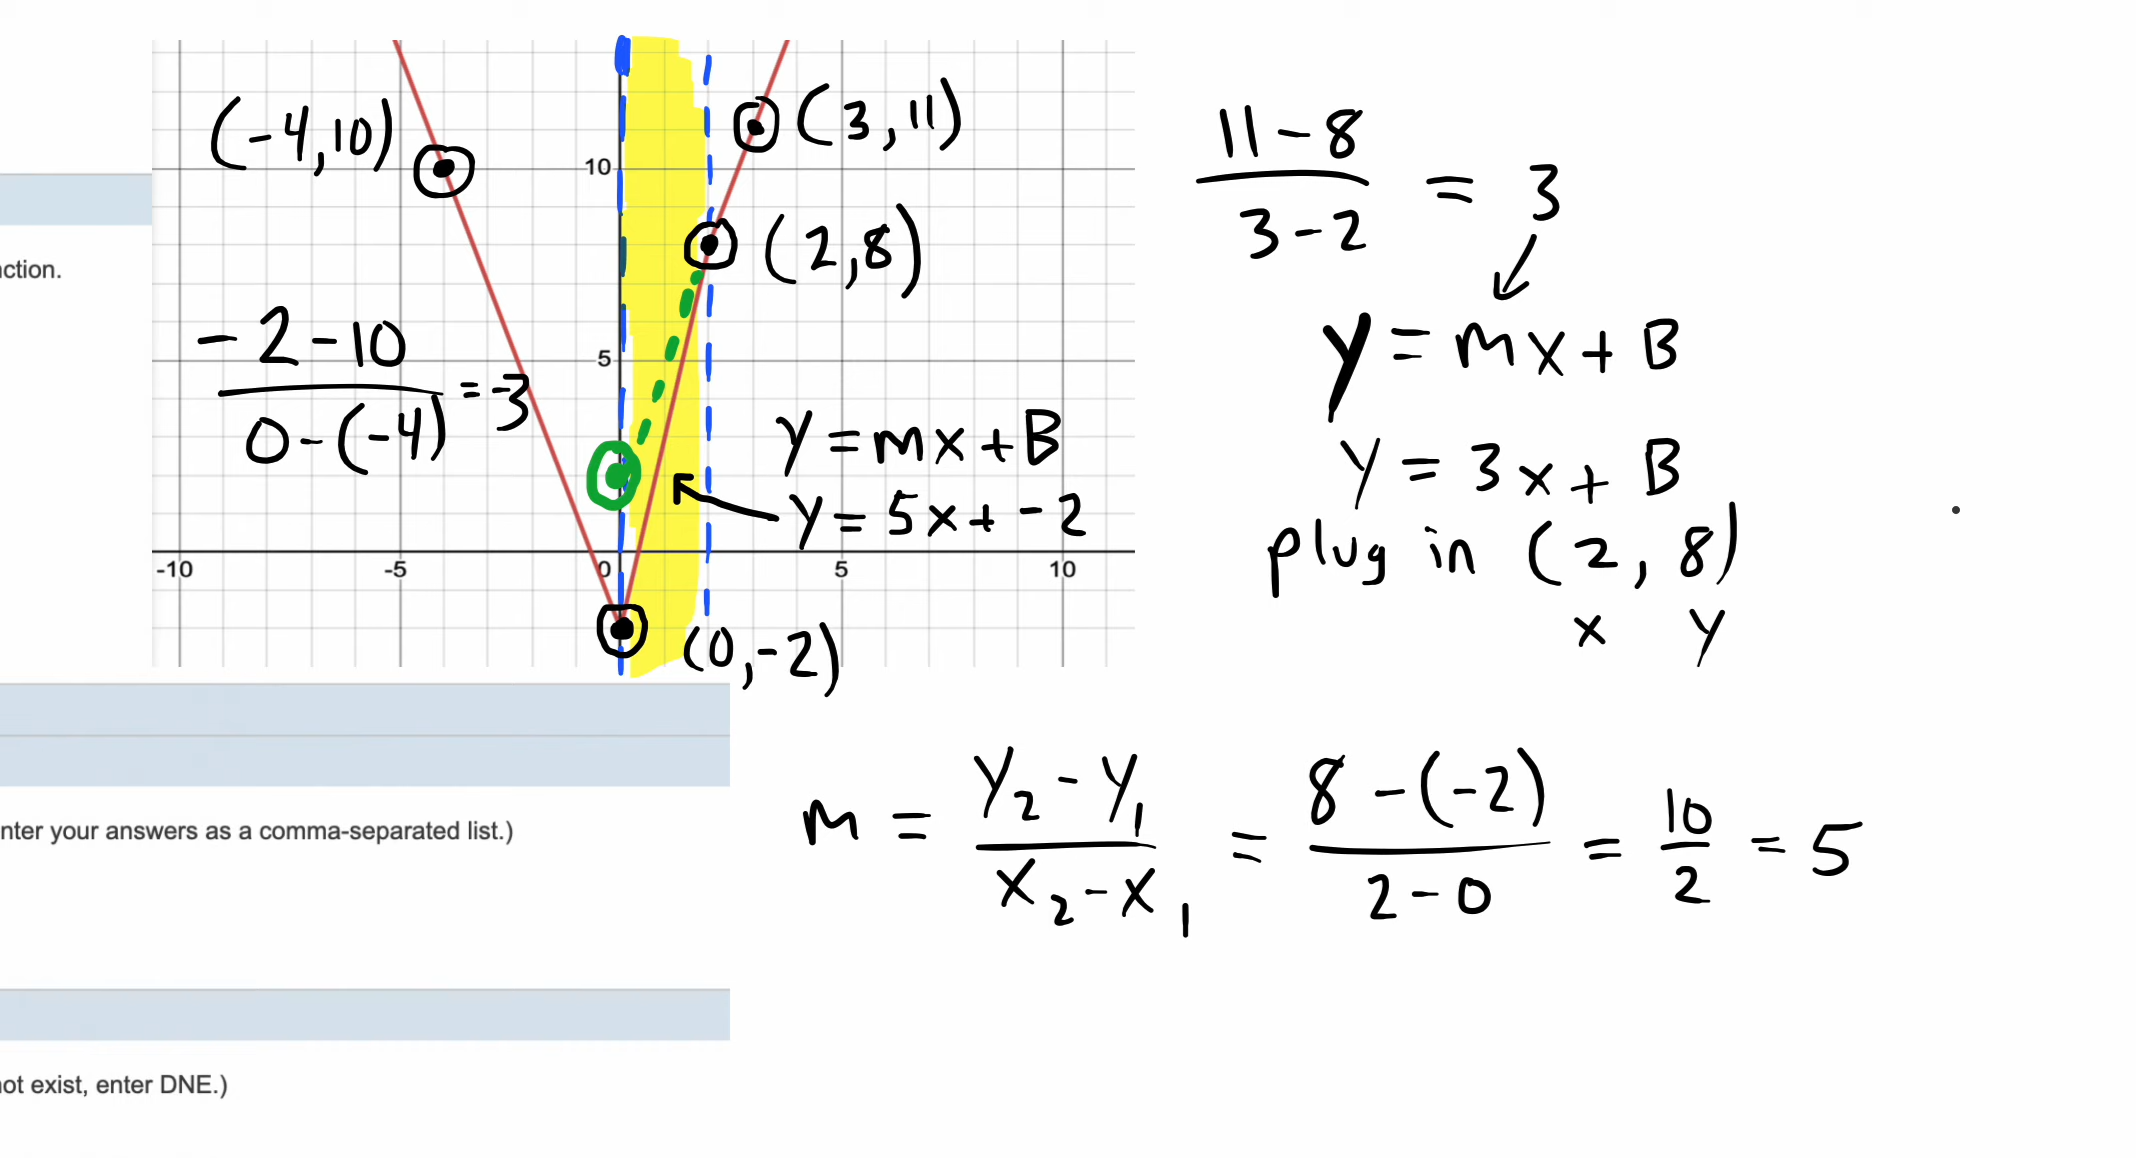 (-4,10)
(3,11)
10
(2,8)
5
-2-10
0-(-4)
=-3
y=mx+B
y=5x+-2
-10
-5
0
5
10
(0,-2)
11-8
3-2
= 3
y=mx+B
y=3x+B
plug in (2,8)
x y
ction.
m = y₂-y₁ / x₂-x₁ = 8-(-2) / 2-0 = 10/2 = 5
nter your answers as a comma-separated list.)
ot exist, enter DNE.)